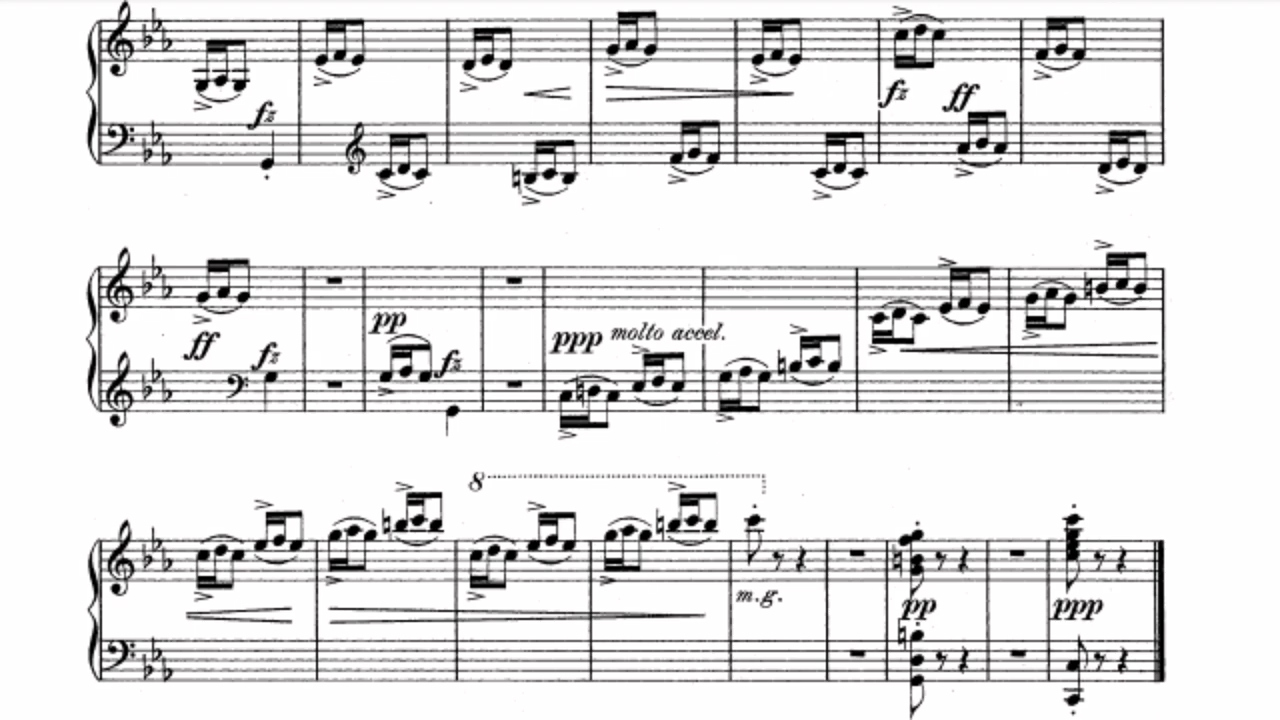 fz
fz ff
pp
ff fz fz
ppp molto accel.
8
m.g.
pp ppp